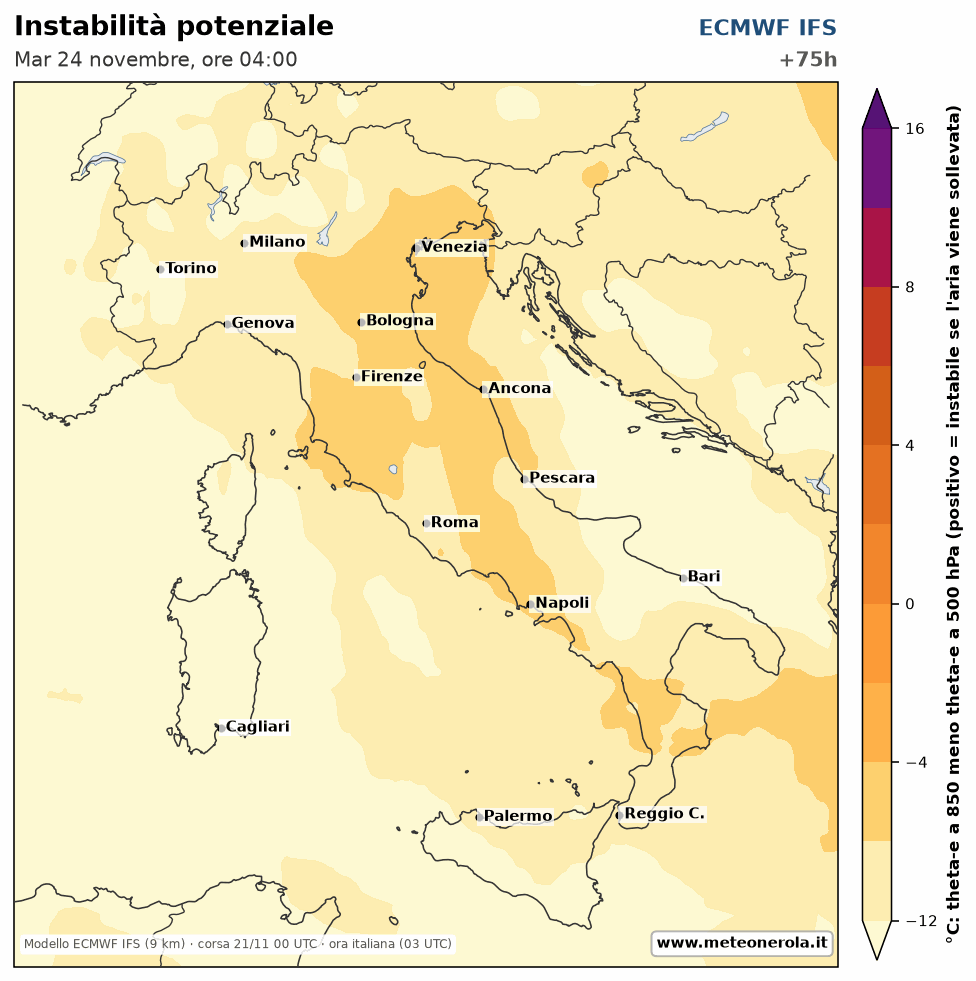 Instabilità potenziale
ECMWF IFS
Mar 24 novembre, ore 04:00
+75h
Milano
Venezia
Torino
Genova
Bologna
Firenze
Ancona
Pescara
Roma
Bari
Napoli
Cagliari
Palermo
Reggio C.
16
8
4
0
−4
−12
°C: theta-e a 850 meno theta-e a 500 hPa (positivo = instabile se l'aria viene sollevata)
Modello ECMWF IFS (9 km) · corsa 21/11 00 UTC · ora italiana (03 UTC)
www.meteonerola.it